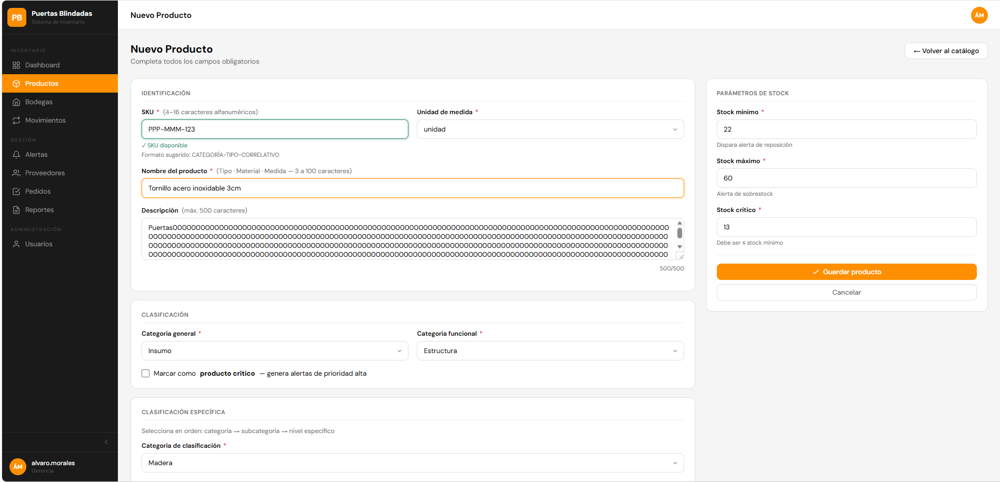 PB
Puertas Blindadas
Sistema de Inventario
INVENTARIO
Dashboard
Productos
Bodegas
Movimientos
GESTIÓN
Alertas
Proveedores
Pedidos
Reportes
ADMINISTRACIÓN
Usuarios
ÁM
alvaro.morales
Gerencia
Nuevo Producto
ÁM
Nuevo Producto
Completa todos los campos obligatorios
← Volver al catálogo
IDENTIFICACIÓN
SKU * (4–16 caracteres alfanuméricos)
PPP-MMM-123
✓ SKU disponible
Formato sugerido: CATEGORÍA-TIPO-CORRELATIVO
Unidad de medida *
unidad
Nombre del producto * (Tipo · Material · Medida — 3 a 100 caracteres)
Tornillo acero inoxidable 3cm
Descripción (máx. 500 caracteres)
500/500
CLASIFICACIÓN
Categoría general *
Insumo
Categoría funcional *
Estructura
Marcar como producto crítico — genera alertas de prioridad alta
CLASIFICACIÓN ESPECÍFICA
Selecciona en orden: categoría → subcategoría → nivel específico
Categoría de clasificación *
Madera
PARÁMETROS DE STOCK
Stock mínimo *
22
Dispara alerta de reposición
Stock máximo *
60
Alerta de sobrestock
Stock crítico *
13
Debe ser ≤ stock mínimo
✓ Guardar producto
Cancelar